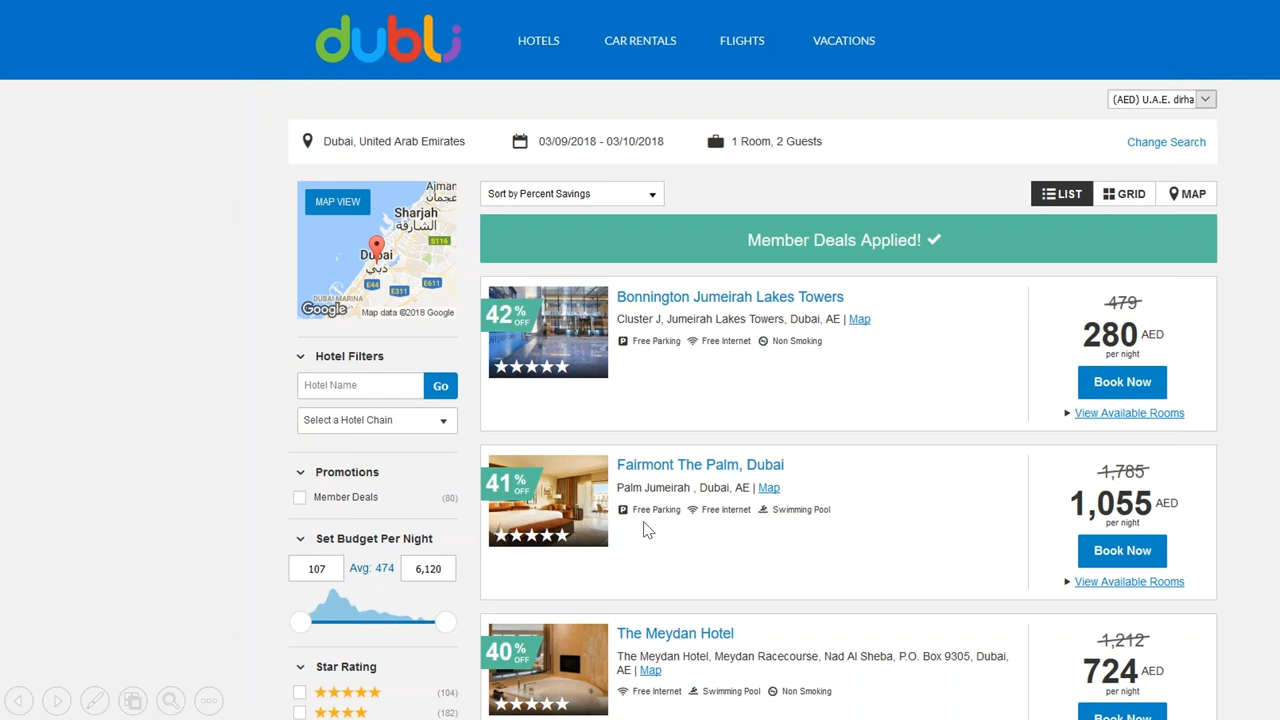 dubli
HOTELS
CAR RENTALS
FLIGHTS
VACATIONS
(AED) U.A.E. dirha
Dubai, United Arab Emirates
03/09/2018 - 03/10/2018
1 Room, 2 Guests
Change Search
MAP VIEW
Ajman
عجمان
Sharjah
الشارقة
S116
Dubai
دبي
E44
E311
E611
DUBAI MARINA
Google
Map data ©2018 Google
Sort by Percent Savings
LIST
GRID
MAP
Member Deals Applied!
Hotel Filters
Hotel Name
Go
Select a Hotel Chain
Promotions
Member Deals (80)
Set Budget Per Night
107
Avg: 474
6,120
Star Rating
(104)
(182)
42% OFF
Bonnington Jumeirah Lakes Towers
Cluster J, Jumeirah Lakes Towers, Dubai, AE | Map
P Free Parking Free Internet Non Smoking
479
280 AED
per night
Book Now
View Available Rooms
41% OFF
Fairmont The Palm, Dubai
Palm Jumeirah , Dubai, AE | Map
P Free Parking Free Internet Swimming Pool
1,785
1,055 AED
per night
Book Now
View Available Rooms
40% OFF
The Meydan Hotel
The Meydan Hotel, Meydan Racecourse, Nad Al Sheba, P.O. Box 9305, Dubai,
AE | Map
Free Internet Swimming Pool Non Smoking
1,212
724 AED
per night
Book Now